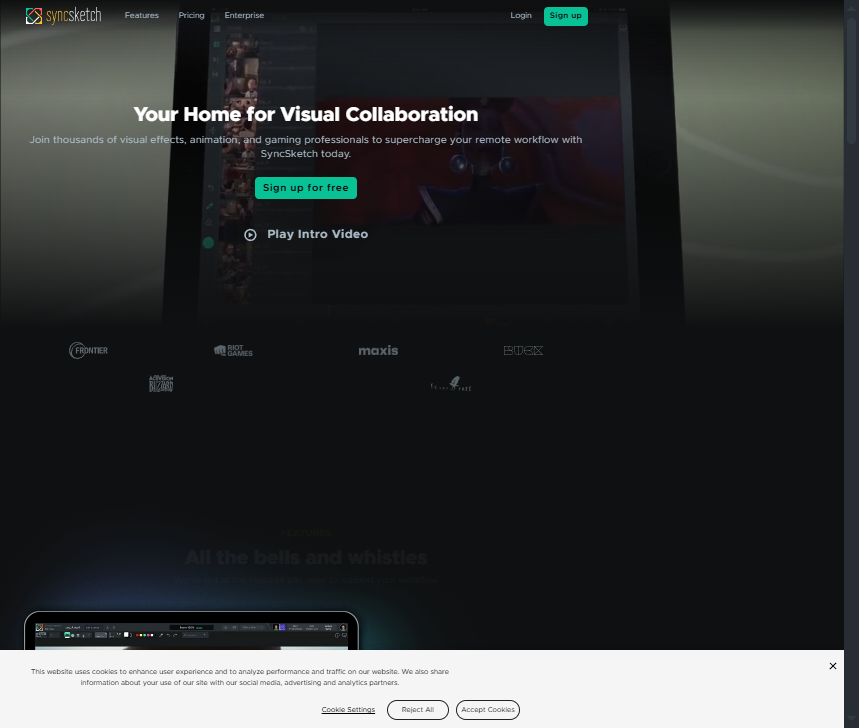 syncsketch
Features
Pricing
Enterprise
Login
Sign up
Your Home for Visual Collaboration
Join thousands of visual effects, animation, and gaming professionals to supercharge your remote workflow with
SyncSketch today.
Sign up for free
Play Intro Video
FRONTIER
RIOT
GAMES
maxis
BUCK
ACTIVISION
BLIZZARD
FEATURES
All the bells and whistles
This website uses cookies to enhance user experience and to analyze performance and traffic on our website. We also share
information about your use of our site with our social media, advertising and analytics partners.
Cookie Settings
Reject All
Accept Cookies